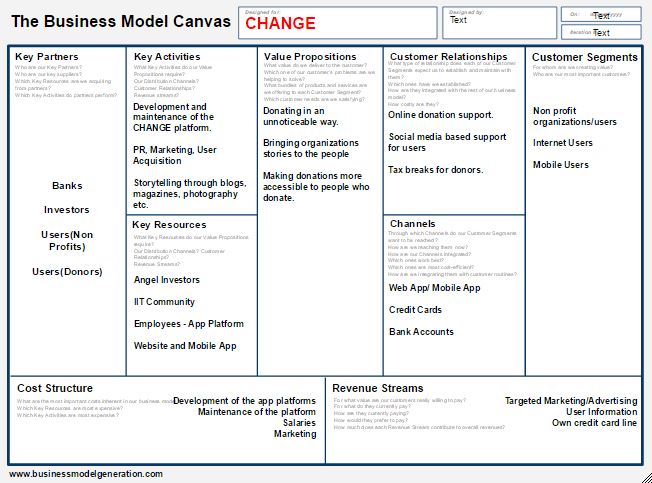 The Business Model Canvas
Designed for:
CHANGE
Designed by:
Text
On:
Text
Iteration
Text
Key Partners
Who are our Key Partners?
Who are our key suppliers?
Which Key Resources are we acquiring
from partners?
Which Key Activities do partners perform?
Banks
Investors
Users(Non
Profits)
Users(Donors)
Key Activities
What Key Activities do our Value
Propositions require?
Our Distribution Channels?
Customer Relationships?
Revenue streams?
Development and
maintenance of the
CHANGE platform.
PR, Marketing, User
Acquisition
Storytelling through blogs,
magazines, photography
etc.
Key Resources
What Key Resources do our Value Propositions
require?
Our Distribution Channels? Customer
Relationships?
Revenue Streams?
Angel Investors
IIT Community
Employees - App Platform
Website and Mobile App
Value Propositions
What value do we deliver to the customer?
Which one of our customer's problems are we
helping to solve?
What bundles of products and services are
we offering to each Customer Segment?
Which customer needs are we satisfying?
Donating in an
unnoticeable way.
Bringing organizations
stories to the people
Making donations more
accessible to people who
donate.
Customer Relationships
What type of relationship does each of our Customer
Segments expect us to establish and maintain with
them?
Which ones have we established?
How are they integrated with the rest of our business
model?
How costly are they?
Online donation support.
Social media based support
for users
Tax breaks for donors.
Channels
Through which Channels do our Customer Segments
want to be reached?
How are we reaching them now?
How are our Channels integrated?
Which ones work best?
Which ones are most cost-efficient?
How are we integrating them with customer routines?
Web App/ Mobile App
Credit Cards
Bank Accounts
Customer Segments
For whom are we creating value?
Who are our most important customers?
Non profit
organizations/users
Internet Users
Mobile Users
Cost Structure
What are the most important costs inherent in our business model?
Which Key Resources are most expensive?
Which Key Activities are most expensive?
Development of the app platforms
Maintenance of the platform
Salaries
Marketing
Revenue Streams
For what value are our customers really willing to pay?
For what do they currently pay?
How are they currently paying?
How would they prefer to pay?
How much does each Revenue Stream contribute to overall revenues?
Targeted Marketing/Advertising
User Information
Own credit card line
www.businessmodelgeneration.com